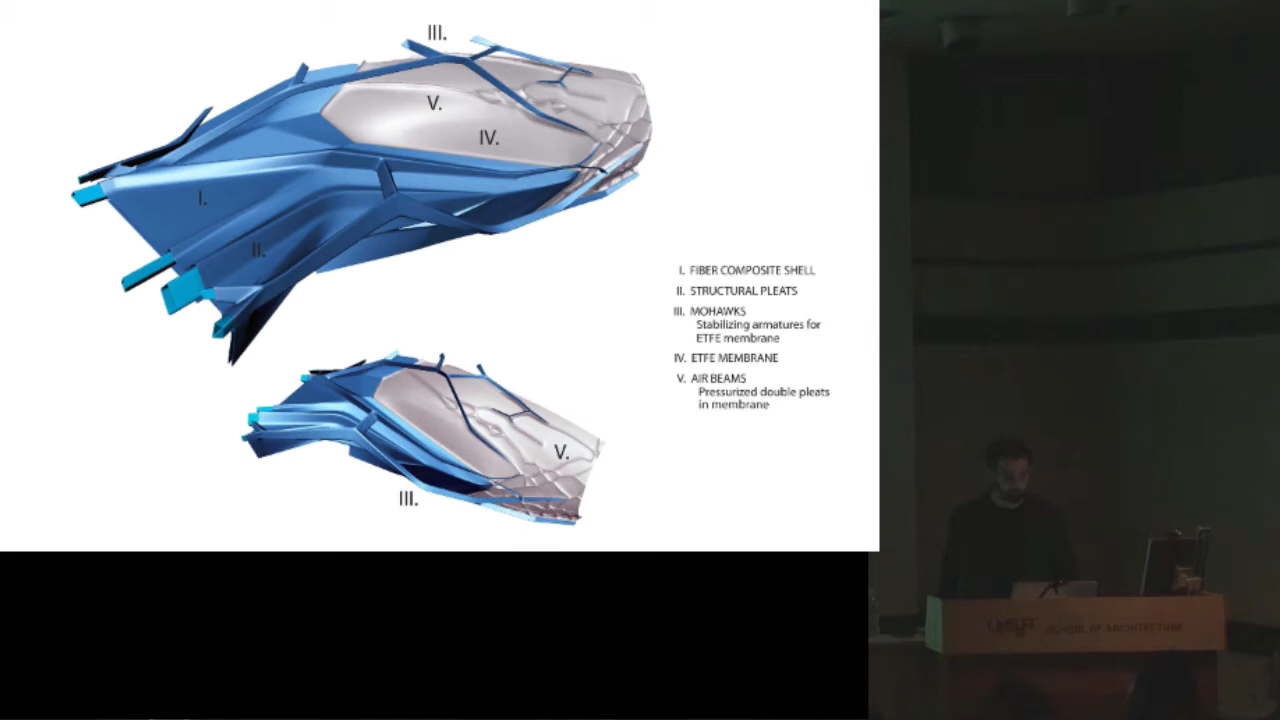 III.
V.
IV.
I.
II.
I. FIBER COMPOSITE SHELL
II. STRUCTURAL PLEATS
III. MOHAWKS
Stabilizing armatures for
ETFE membrane
IV. ETFE MEMBRANE
V. AIR BEAMS
Pressurized double pleats
in membrane
V.
III.
SCHOOL OF ARCHITECTURE